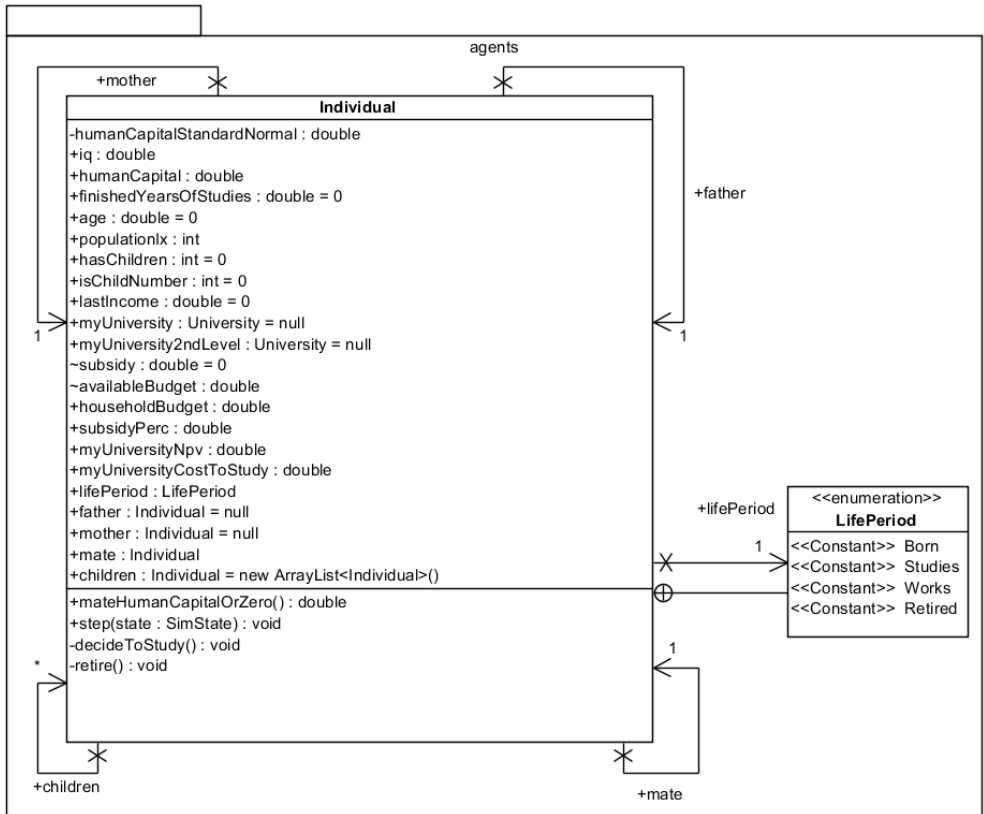 agents
+mother
Individual
-humanCapitalStandardNormal : double
+iq : double
+humanCapital : double
+finishedYearsOfStudies : double = 0
+age : double = 0
+populationIx : int
+hasChildren : int = 0
+isChildNumber : int = 0
+lastIncome : double = 0
+myUniversity : University = null
+myUniversity2ndLevel : University = null
~subsidy : double = 0
~availableBudget : double
+householdBudget : double
+subsidyPerc : double
+myUniversityNpv : double
+myUniversityCostToStudy : double
+lifePeriod : LifePeriod
+father : Individual = null
+mother : Individual = null
+mate : Individual
+children : Individual = new ArrayList<Individual>()
+mateHumanCapitalOrZero() : double
+step(state : SimState) : void
-decideToStudy() : void
-retire() : void
+father
1
1
+lifePeriod
1
<<enumeration>>
LifePeriod
<<Constant>> Born
<<Constant>> Studies
<<Constant>> Works
<<Constant>> Retired
*
1
+children
+mate